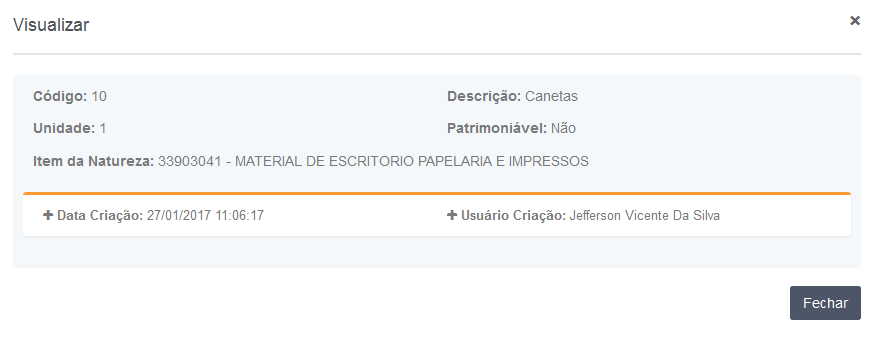 Visualizar
Código: 10 Descrição: Canetas
Unidade: 1 Patrimoniável: Não
Item da Natureza: 33903041 - MATERIAL DE ESCRITORIO PAPELARIA E IMPRESSOS
Data Criação: 27/01/2017 11:06:17 Usuário Criação: Jefferson Vicente Da Silva
Fechar